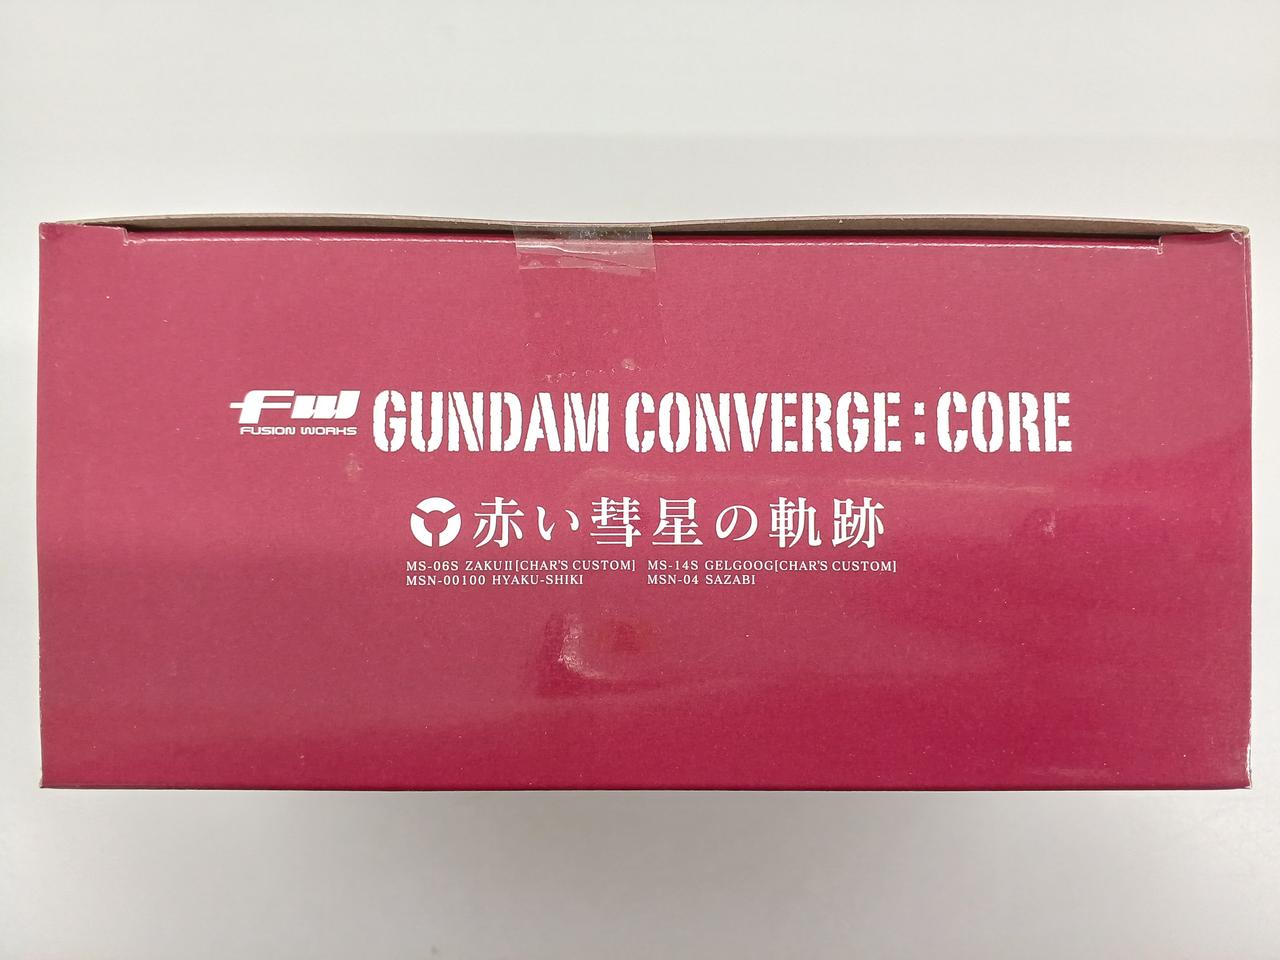 fw FUSION WORKS GUNDAM CONVERGE:CORE
赤い彗星の軌跡
MS-06S ZAKUⅡ[CHAR'S CUSTOM] MS-14S GELGOOG[CHAR'S CUSTOM]
MSN-00100 HYAKU-SHIKI MSN-04 SAZABI